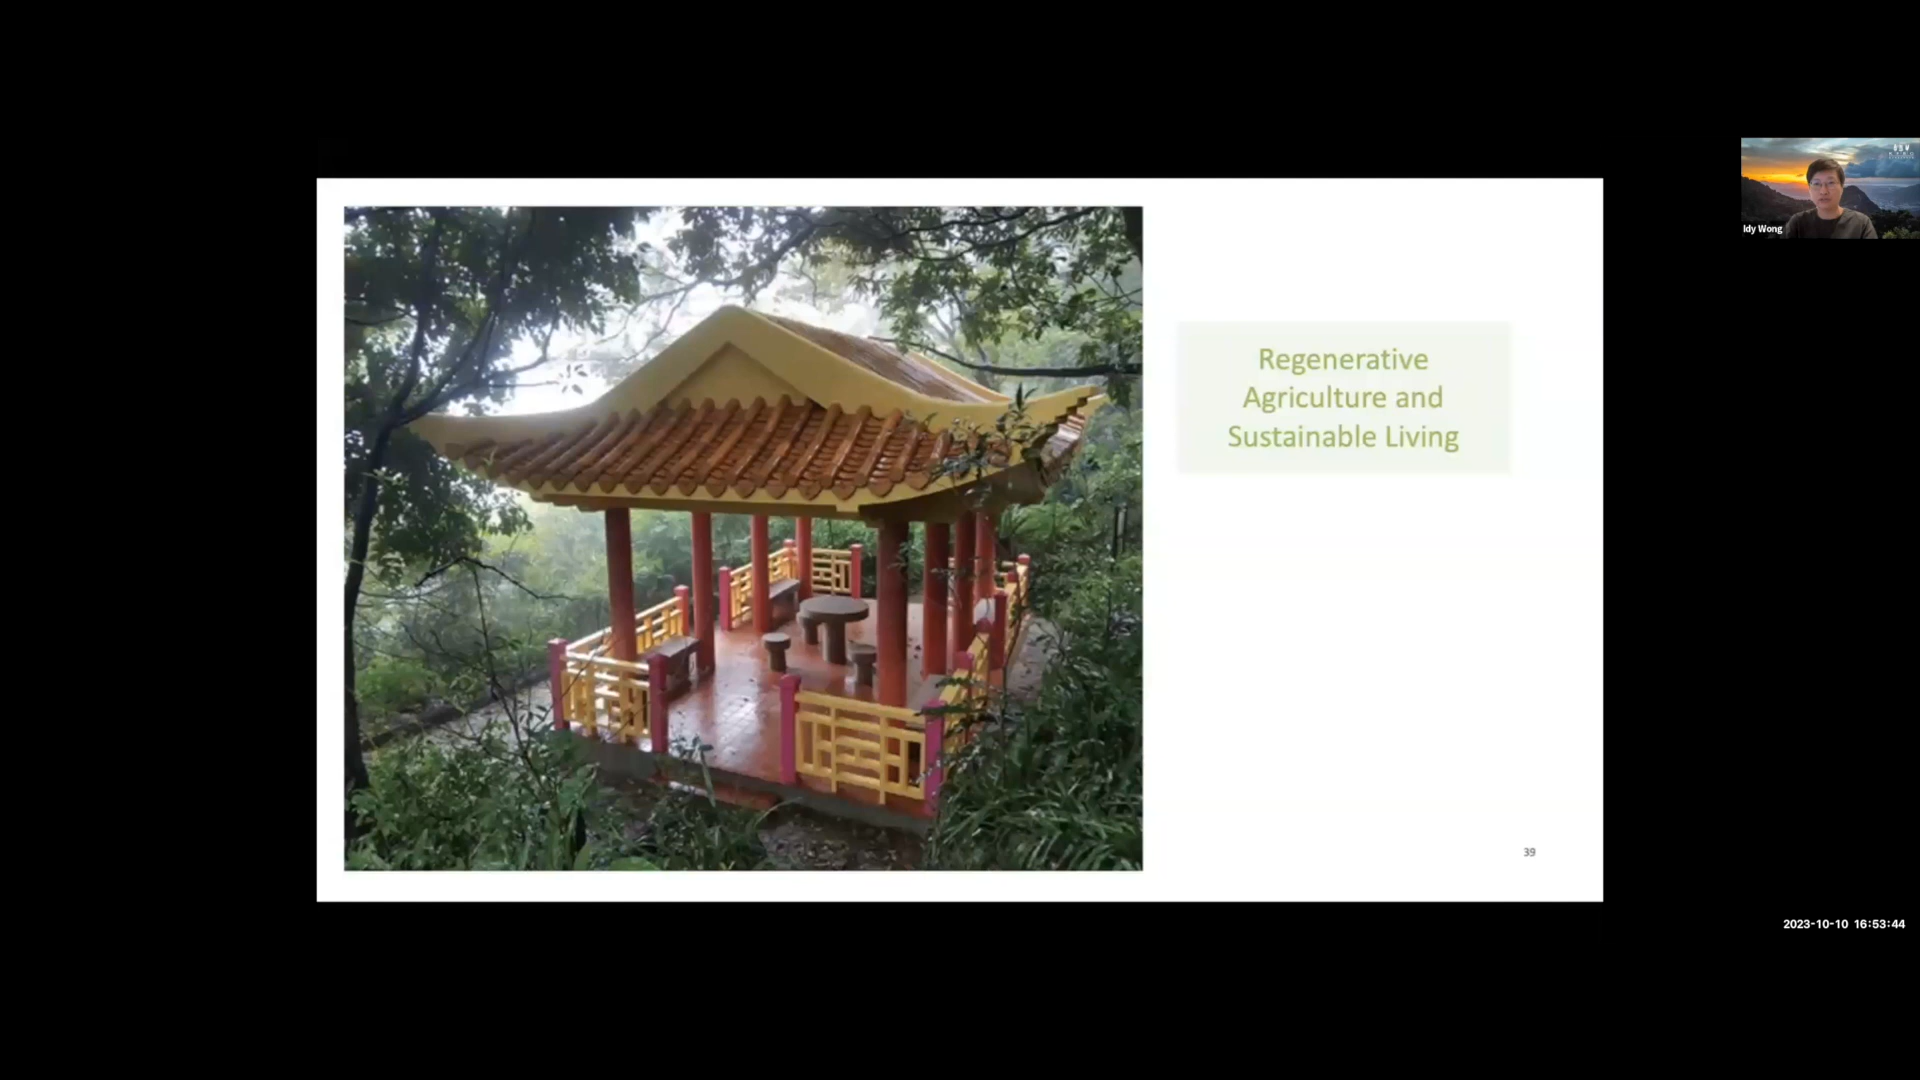 Regenerative
Agriculture and
Sustainable Living
39
Idy Wong
2023-10-10 16:53:44